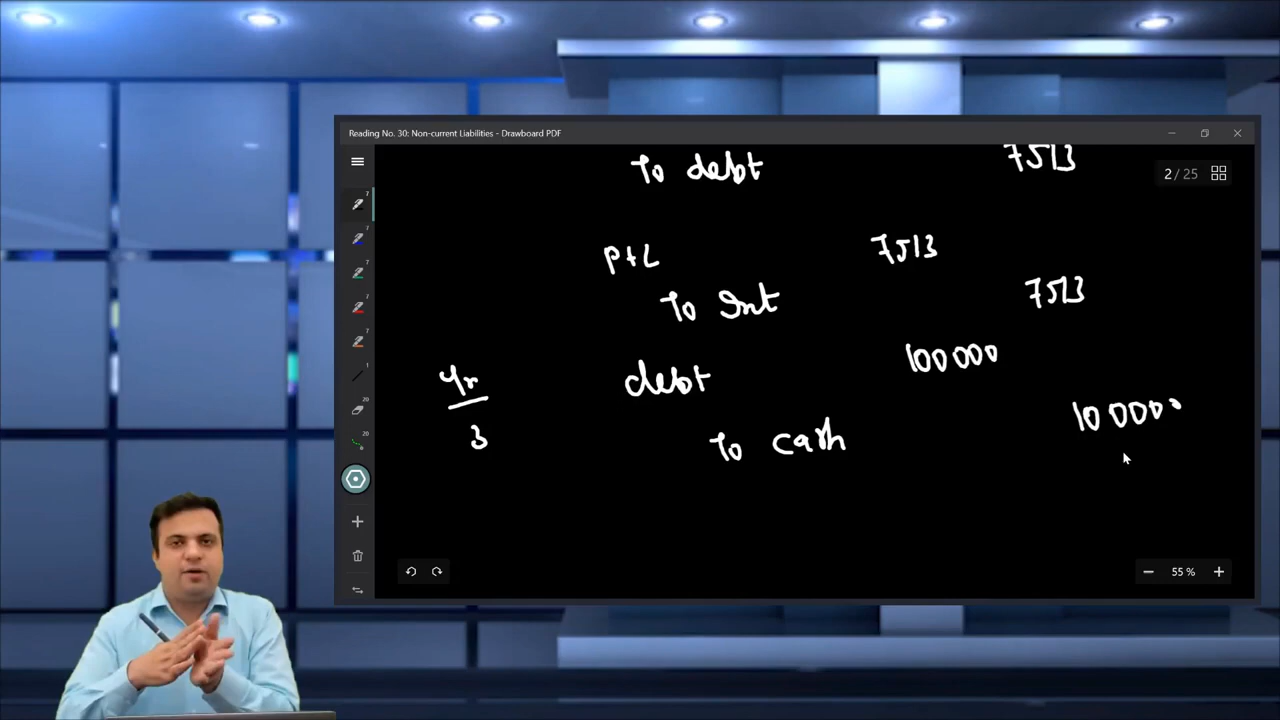 Reading No. 30: Non-current Liabilities - Drawboard PDF
To debt 7513
2 / 25
P+L 7513
To Int 7513
Yr 3 debt 100000
To cash 100000
55 %